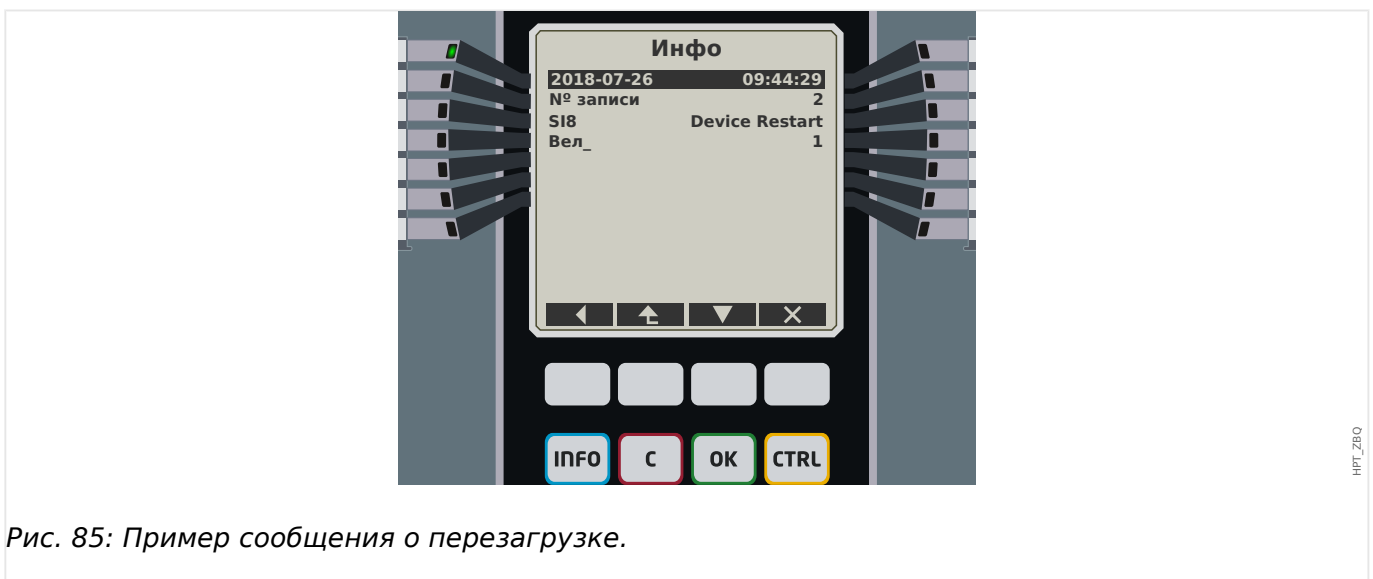 Инфо
2018-07-26 09:44:29
№ записи 2
SI8 Device Restart
Вел_ 1
INFO C OK CTRL
HPT_ZBQ
Рис. 85: Пример сообщения о перезагрузке.